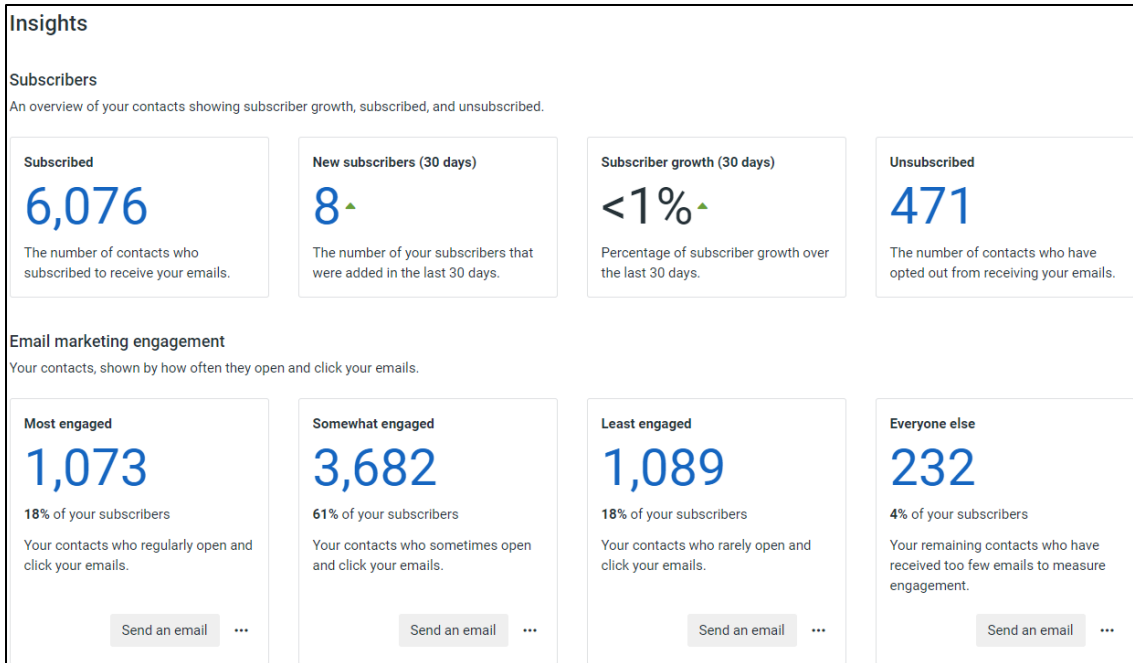 Insights
Subscribers
An overview of your contacts showing subscriber growth, subscribed, and unsubscribed.
Subscribed
6,076
The number of contacts who
subscribed to receive your emails.
New subscribers (30 days)
8
The number of your subscribers that
were added in the last 30 days.
Subscriber growth (30 days)
<1%
Percentage of subscriber growth over
the last 30 days.
Unsubscribed
471
The number of contacts who have
opted out from receiving your emails.
Email marketing engagement
Your contacts, shown by how often they open and click your emails.
Most engaged
1,073
18% of your subscribers
Your contacts who regularly open and
click your emails.
Send an email
Somewhat engaged
3,682
61% of your subscribers
Your contacts who sometimes open
and click your emails.
Send an email
Least engaged
1,089
18% of your subscribers
Your contacts who rarely open and
click your emails.
Send an email
Everyone else
232
4% of your subscribers
Your remaining contacts who have
received too few emails to measure
engagement.
Send an email